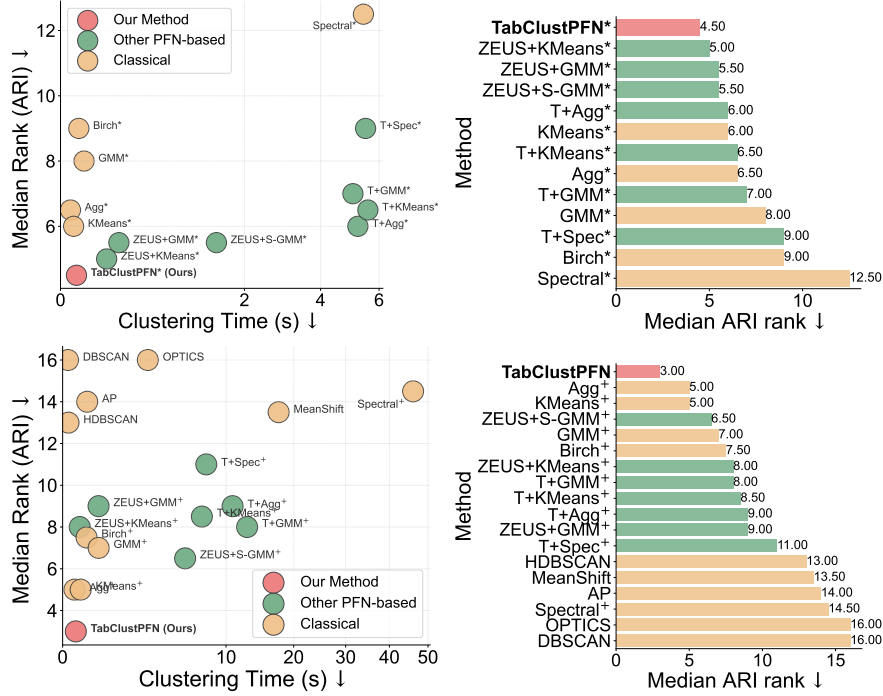 Our Method
Other PFN-based
Classical
Spectral*
Birch*
T+Spec*
GMM*
T+GMM*
Agg*
T+KMeans*
KMeans*
T+Agg*
ZEUS+GMM*
ZEUS+S-GMM*
ZEUS+KMeans*
TabClustPFN* (Ours)
12
10
8
6
0
2
4
6
Median Rank (ARI) ↓
Clustering Time (s) ↓
TabClustPFN*
4.50
ZEUS+KMeans*
5.00
ZEUS+GMM*
5.50
ZEUS+S-GMM*
5.50
T+Agg*
6.00
KMeans*
6.00
T+KMeans*
6.50
Agg*
6.50
T+GMM*
7.00
GMM*
8.00
T+Spec*
9.00
Birch*
9.00
Spectral*
12.50
Method
0
5
10
Median ARI rank ↓
DBSCAN
OPTICS
AP
Spectral⁺
MeanShift
HDBSCAN
T+Spec⁺
ZEUS+GMM⁺
T+Agg⁺
T+KMeans⁺
ZEUS+KMeans⁺
T+GMM⁺
Birch⁺
GMM⁺
ZEUS+S-GMM⁺
Agg⁺
KMeans⁺
TabClustPFN (Ours)
Our Method
Other PFN-based
Classical
16
14
12
10
8
6
4
0
10
20
30
40
50
Median Rank (ARI) ↓
Clustering Time (s) ↓
TabClustPFN
3.00
Agg⁺
5.00
KMeans⁺
5.00
ZEUS+S-GMM⁺
6.50
GMM⁺
7.00
Birch⁺
7.50
ZEUS+KMeans⁺
8.00
T+GMM⁺
8.00
T+KMeans⁺
8.50
T+Agg⁺
9.00
ZEUS+GMM⁺
9.00
T+Spec⁺
11.00
HDBSCAN
13.00
MeanShift
13.50
AP
14.00
Spectral⁺
14.50
OPTICS
16.00
DBSCAN
16.00
Method
0
5
10
15
Median ARI rank ↓